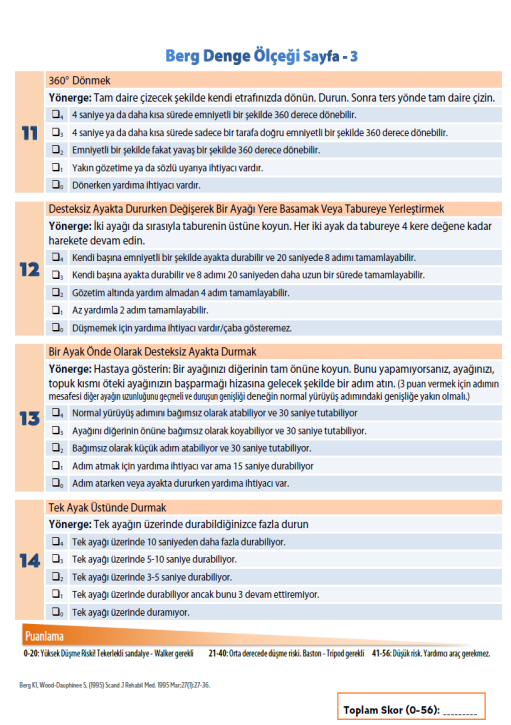 Berg Denge Ölçeği Sayfa - 3
360° Dönmek
Yönerge: Tam daire çizecek şekilde kendi etrafınızda dönün. Durun. Sonra ters yönde tam daire çizin.
11
❏4 4 saniye ya da daha kısa sürede emniyetli bir şekilde 360 derece dönebilir.
❏3 4 saniye ya da daha kısa sürede sadece bir tarafa doğru emniyetli bir şekilde 360 derece dönebilir.
❏2 Emniyetli bir şekilde fakat yavaş bir şekilde 360 derece dönebilir.
❏1 Yakın gözetime ya da sözlü uyarıya ihtiyacı vardır.
❏0 Dönerken yardıma ihtiyacı vardır.
Desteksiz Ayakta Dururken Değişerek Bir Ayağı Yere Basamak Veya Tabureye Yerleştirmek
Yönerge: İki ayağı da sırasıyla taburenin üstüne koyun. Her iki ayak da tabureye 4 kere değene kadar
harekete devam edin.
12
❏4 Kendi başına emniyetli bir şekilde ayakta durabilir ve 20 saniyede 8 adımı tamamlayabilir.
❏3 Kendi başına ayakta durabilir ve 8 adımı 20 saniyeden daha uzun bir sürede tamamlayabilir.
❏2 Gözetim altında yardım almadan 4 adım tamamlayabilir.
❏1 Az yardımla 2 adım tamamlayabilir.
❏0 Düşmemek için yardıma ihtiyacı vardır/çaba gösteremez.
Bir Ayak Önde Olarak Desteksiz Ayakta Durmak
Yönerge: Hastaya gösterin: Bir ayağınızı diğerinin tam önüne koyun. Bunu yapamıyorsanız, ayağınızı,
topuk kısmı öteki ayağınızın başparmağı hizasına gelecek şekilde bir adım atın. (3 puan vermek için adımın
mesafesi diğer ayağın uzunluğunu geçmeli ve duruşun genişliği deneğin normal yürüyüş adımındaki genişliğe yakın olmalı.)
13
❏4 Normal yürüyüş adımını bağımsız olarak atabiliyor ve 30 saniye tutabiliyor
❏3 Ayağını diğerinin önüne bağımsız olarak koyabiliyor ve 30 saniye tutabiliyor.
❏2 Bağımsız olarak küçük adım atabiliyor ve 30 saniye tutabiliyor.
❏1 Adım atmak için yardıma ihtiyacı var ama 15 saniye durabiliyor
❏0 Adım atarken veya ayakta dururken yardıma ihtiyacı var.
Tek Ayak Üstünde Durmak
Yönerge: Tek ayağın üzerinde durabildiğinizce fazla durun
14
❏4 Tek ayağı üzerinde 10 saniyeden daha fazla durabiliyor.
❏3 Tek ayağı üzerinde 5-10 saniye durabiliyor.
❏2 Tek ayağı üzerinde 3-5 saniye durabiliyor.
❏1 Tek ayağı üzerinde durabiliyor ancak bunu 3 devam ettiremiyor.
❏0 Tek ayağı üzerinde duramıyor.
Puanlama
0-20: Yüksek Düşme Riski! Tekerlekli sandalye - Walker gerekli 21-40: Orta derecede düşme riski. Baston - Tripod gerekli 41-56: Düşük risk. Yardımcı araç gerekmez.
Berg K1, Wood-Dauphinee S, (1995) Scand J Rehabil Med. 1995 Mar;27(1):27-36.
Toplam Skor (0-56): ________